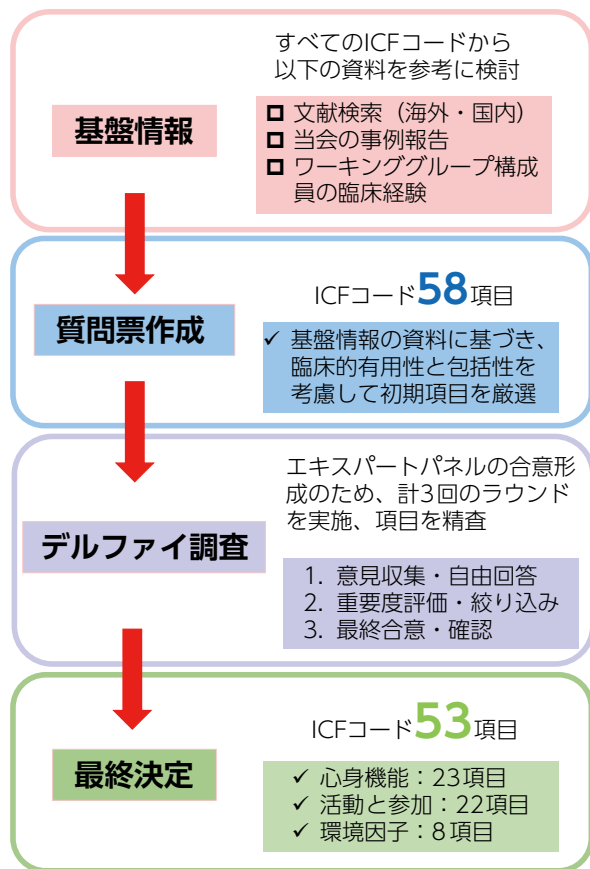 すべてのICFコードから
以下の資料を参考に検討
基盤情報
文献検索（海外・国内）
当会の事例報告
ワーキンググループ構成
員の臨床経験
ICFコード58項目
質問票作成
✓ 基盤情報の資料に基づき、
臨床的有用性と包括性を
考慮して初期項目を厳選
エキスパートパネルの合意形
成のため、計3回のラウンド
を実施、項目を精査
デルファイ調査
1. 意見収集・自由回答
2. 重要度評価・絞り込み
3. 最終合意・確認
ICFコード53項目
最終決定
✓ 心身機能：23項目
✓ 活動と参加：22項目
✓ 環境因子：8項目